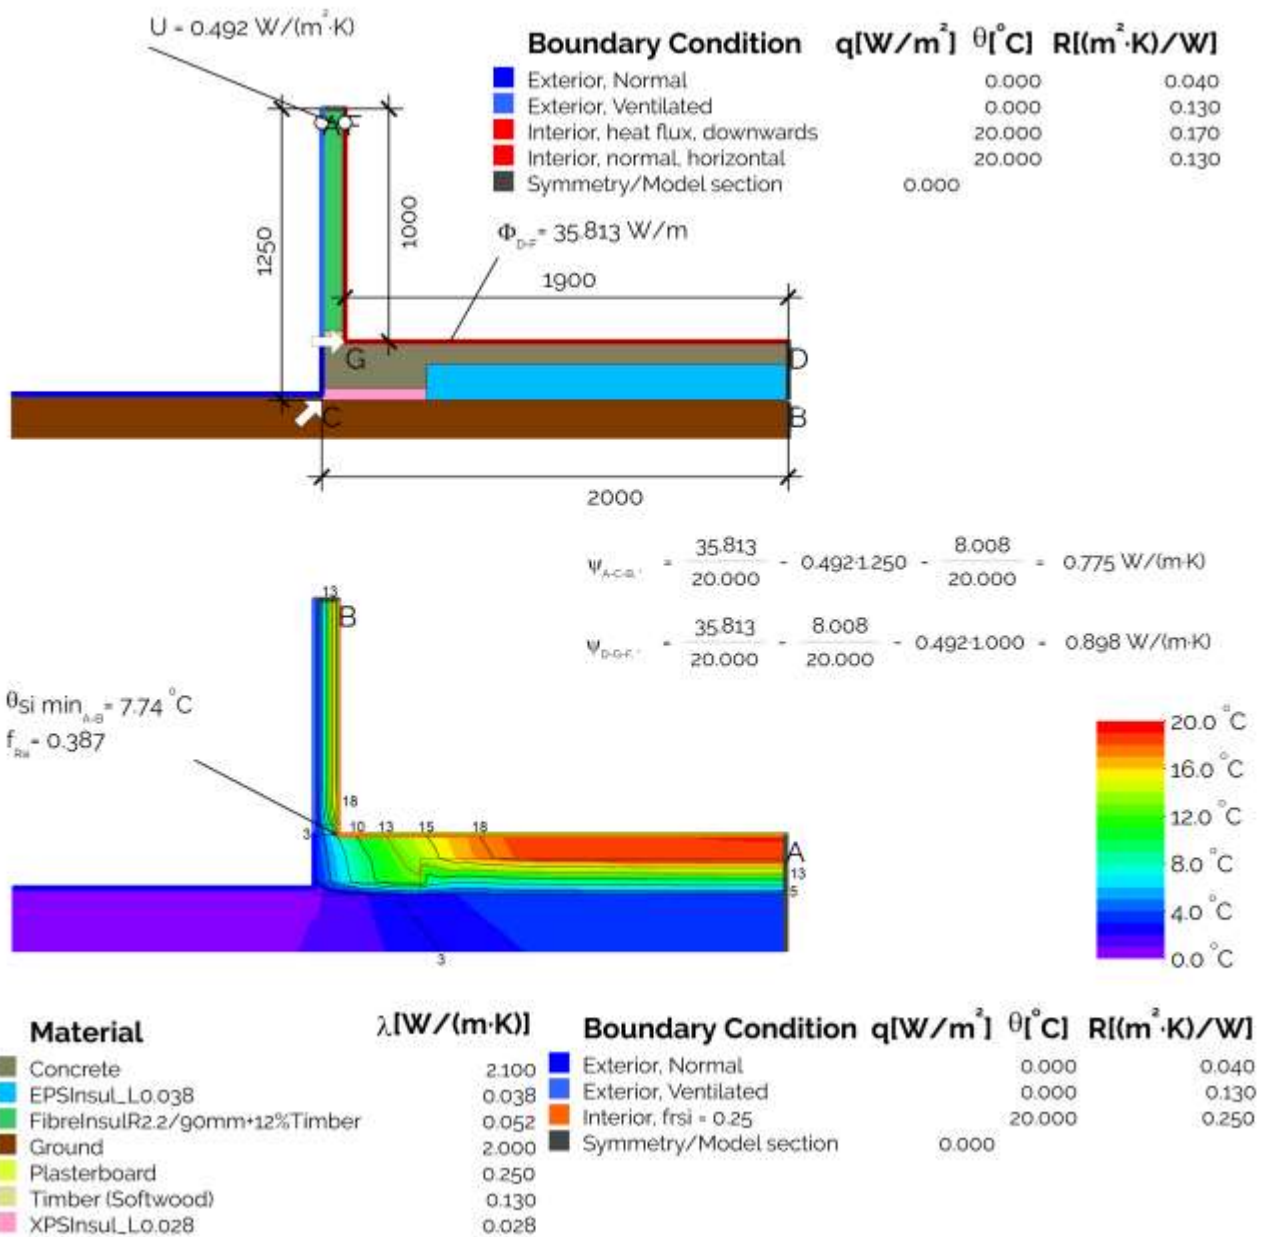 U = 0.492 W/(m²·K)
Boundary Condition q[W/m²] θ[°C] R[(m²·K)/W]
Exterior, Normal 0.000 0.040
Exterior, Ventilated 0.000 0.130
Interior, heat flux, downwards 20.000 0.170
Interior, normal, horizontal 20.000 0.130
Symmetry/Model section 0.000
A F
1250
1000
Φ D-F = 35.813 W/m
1900
G
D
C
B
2000
ψ A-C-B, * = 35.813/20.000 - 0.492·1.250 - 8.008/20.000 = 0.775 W/(m·K)
ψ D-G-F, * = 35.813/20.000 - 8.008/20.000 - 0.492·1.000 = 0.898 W/(m·K)
13
B
θsi min A-B = 7.74 °C
f Rsi = 0.387
18
3 10 13 15 18
A
13
5
3
20.0 °C
16.0 °C
12.0 °C
8.0 °C
4.0 °C
0.0 °C
Material λ[W/(m·K)]
Concrete 2.100
EPSInsul_L0.038 0.038
FibreInsulR2.2/90mm+12%Timber 0.052
Ground 2.000
Plasterboard 0.250
Timber (Softwood) 0.130
XPSInsul_L0.028 0.028
Boundary Condition q[W/m²] θ[°C] R[(m²·K)/W]
Exterior, Normal 0.000 0.040
Exterior, Ventilated 0.000 0.130
Interior, frsi = 0.25 20.000 0.250
Symmetry/Model section 0.000